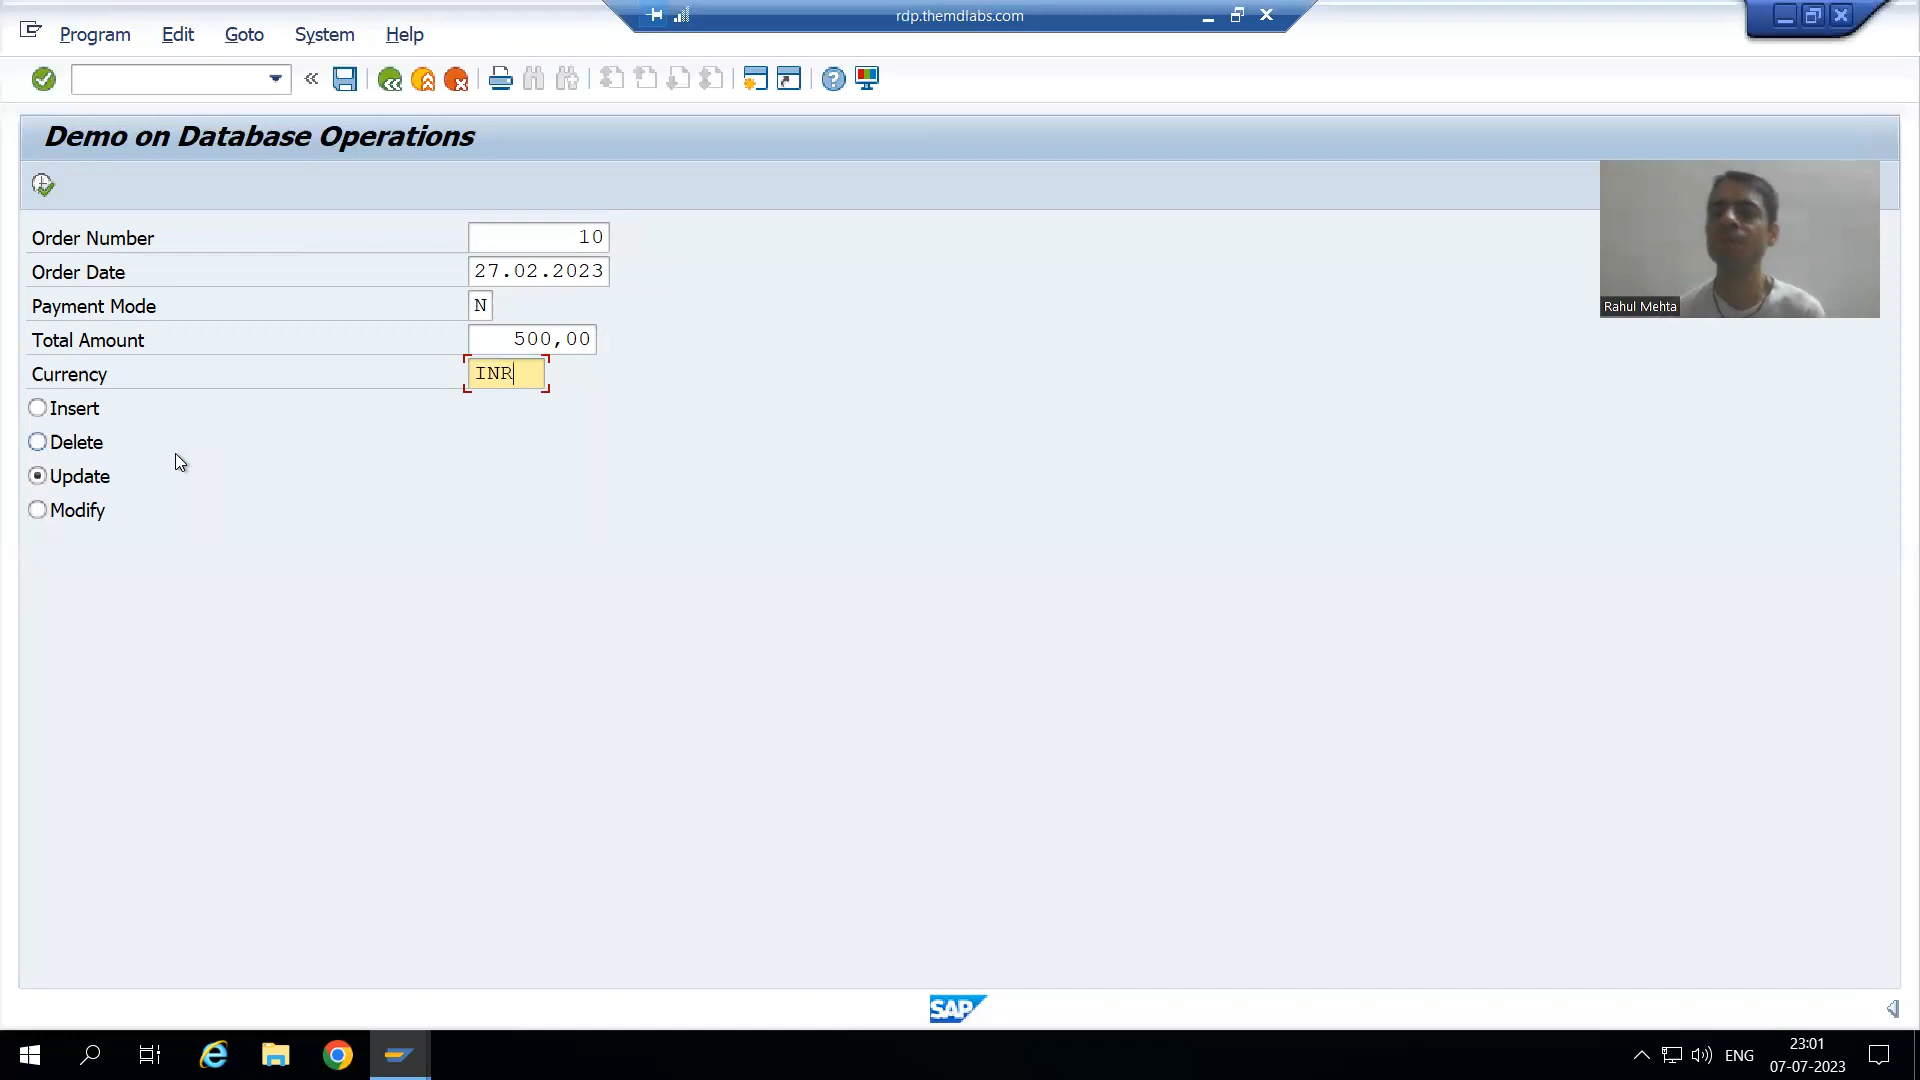 rdp.themdlabs.com
Program Edit Goto System Help
Demo on Database Operations
Order Number 10
Order Date 27.02.2023
Payment Mode N
Total Amount 500,00
Currency INR
Insert
Delete
Update
Modify
Rahul Mehta
SAP
ENG
23:01
07-07-2023